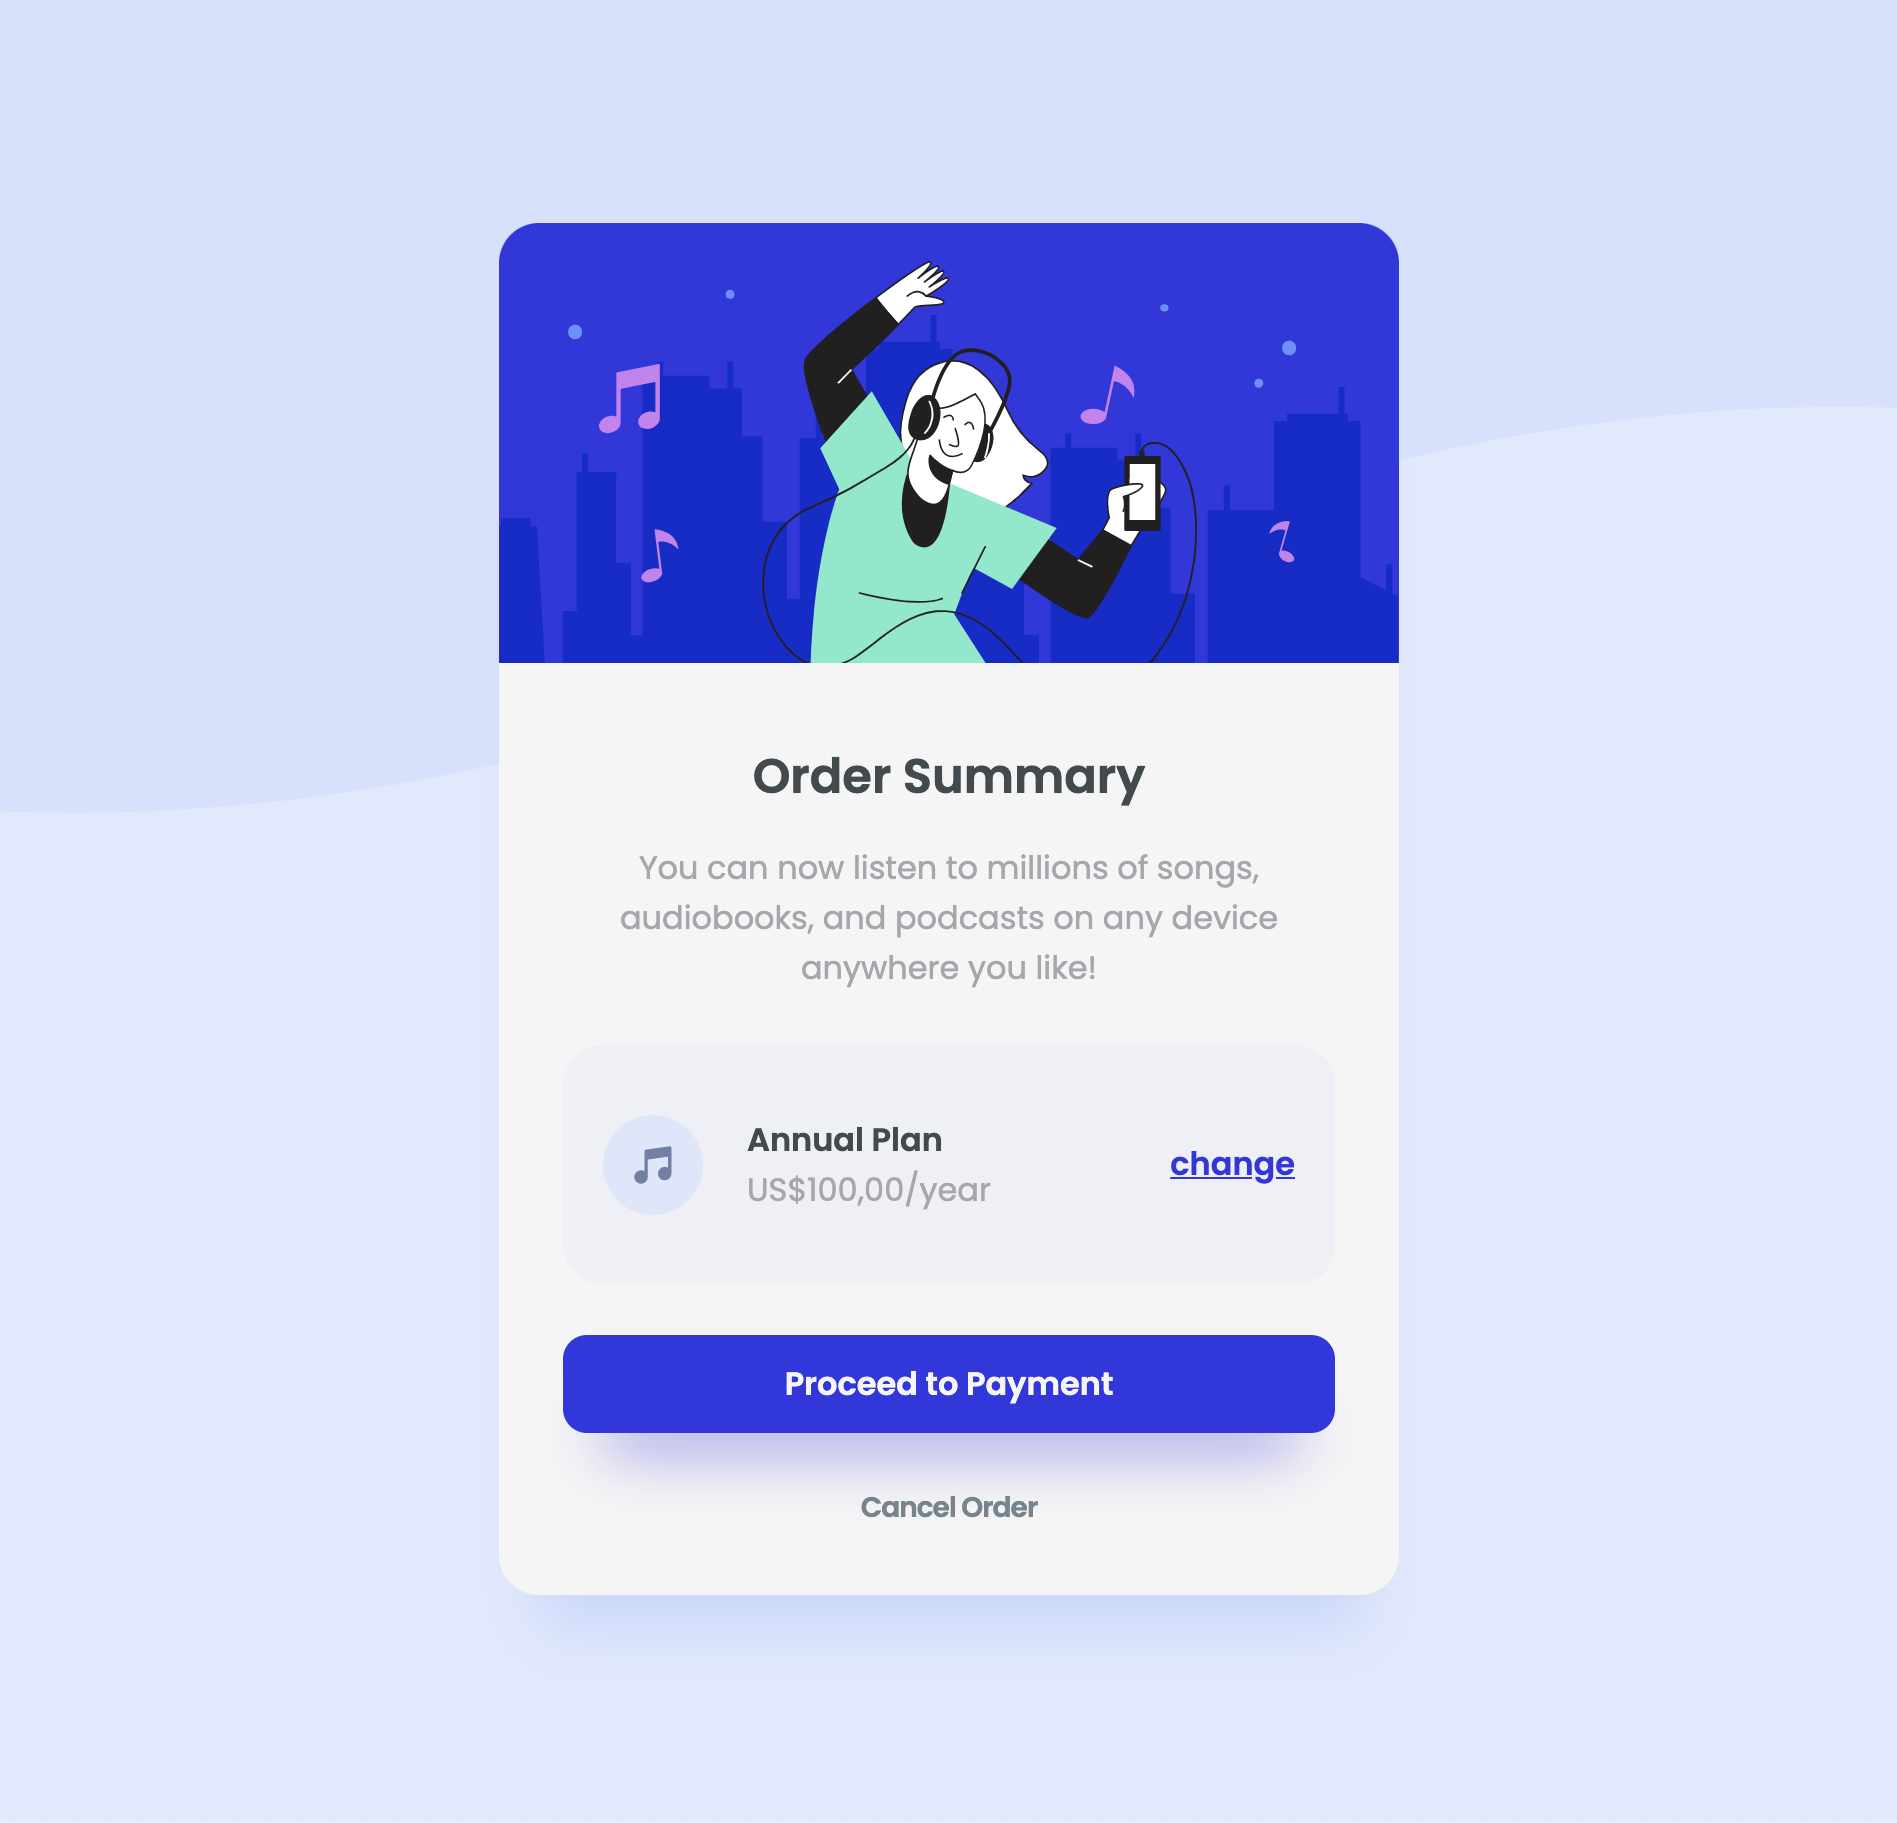 Order Summary
You can now listen to millions of songs,
audiobooks, and podcasts on any device
anywhere you like!
Annual Plan
US$100,00/year
change
Proceed to Payment
Cancel Order